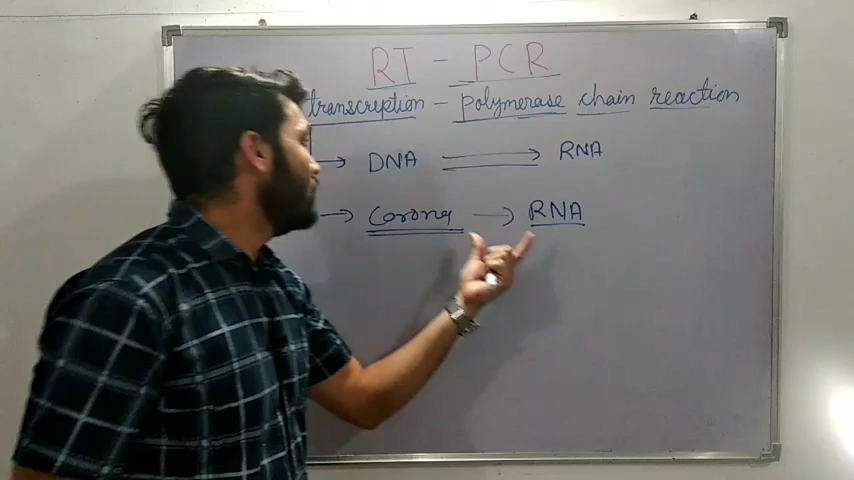 RT - PCR
transcription - polymerase chain reaction
→ DNA ⟶ RNA
→ Corona → RNA